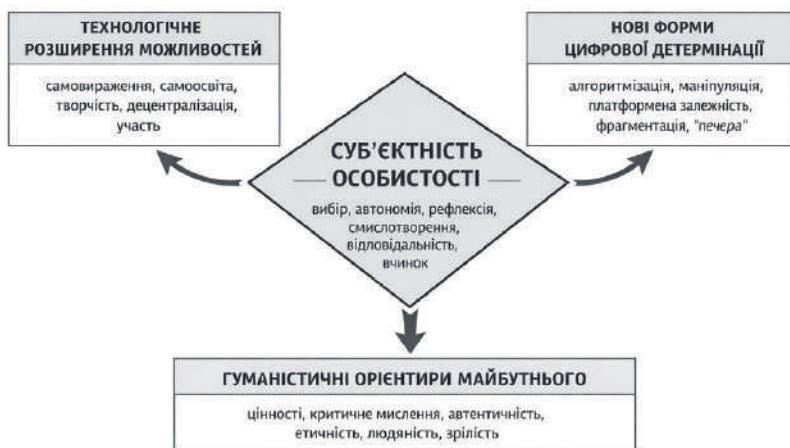 ТЕХНОЛОГІЧНЕ
РОЗШИРЕННЯ МОЖЛИВОСТЕЙ
самовираження, самоосвіта,
творчість, децентралізація,
участь
НОВІ ФОРМИ
ЦИФРОВОЇ ДЕТЕРМІНАЦІЇ
алгоритмізація, маніпуляція,
платформена залежність,
фрагментація, "печера"
СУБ’ЄКТНІСТЬ
ОСОБИСТОСТІ
вибір, автономія, рефлексія,
смислотворення,
відповідальність,
вчинок
ГУМАНІСТИЧНІ ОРІЄНТИРИ МАЙБУТНЬОГО
цінності, критичне мислення, автентичність,
етичність, людяність, зрілість